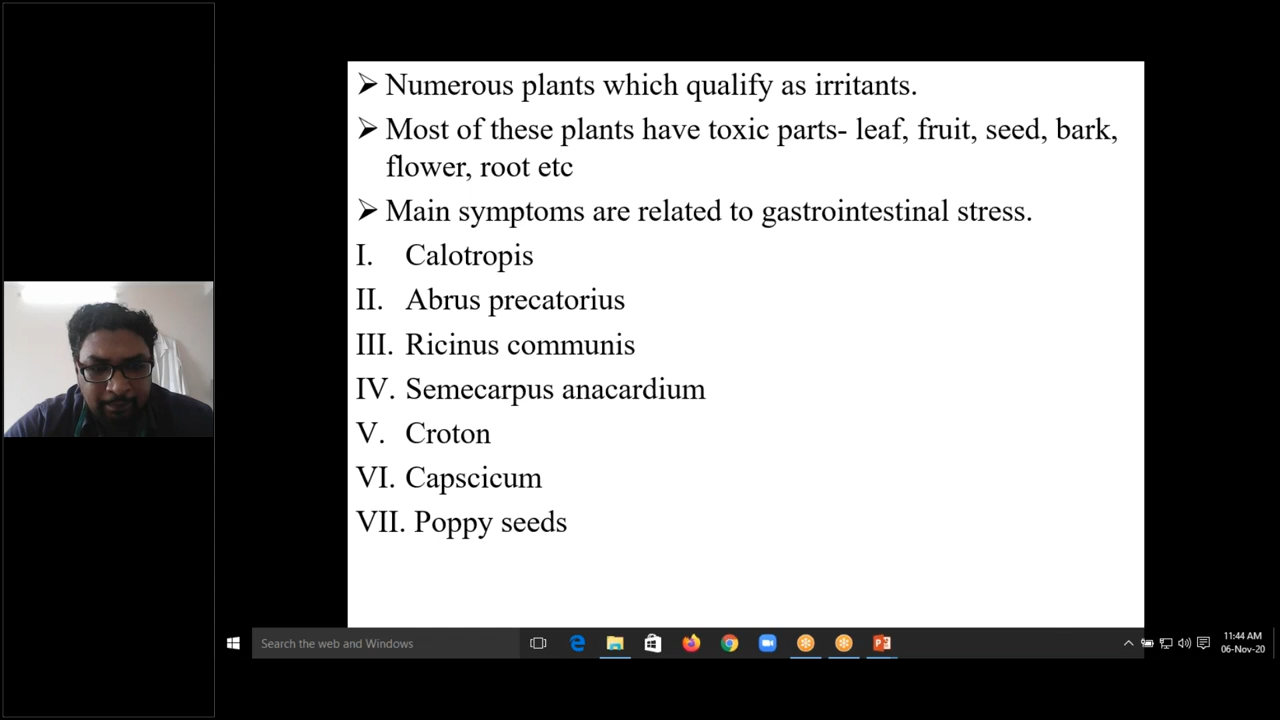 ➢ Numerous plants which qualify as irritants.
➢ Most of these plants have toxic parts- leaf, fruit, seed, bark,
flower, root etc
➢ Main symptoms are related to gastrointestinal stress.
I. Calotropis
II. Abrus precatorius
III. Ricinus communis
IV. Semecarpus anacardium
V. Croton
VI. Capscicum
VII. Poppy seeds
Search the web and Windows
11:44 AM
06-Nov-20